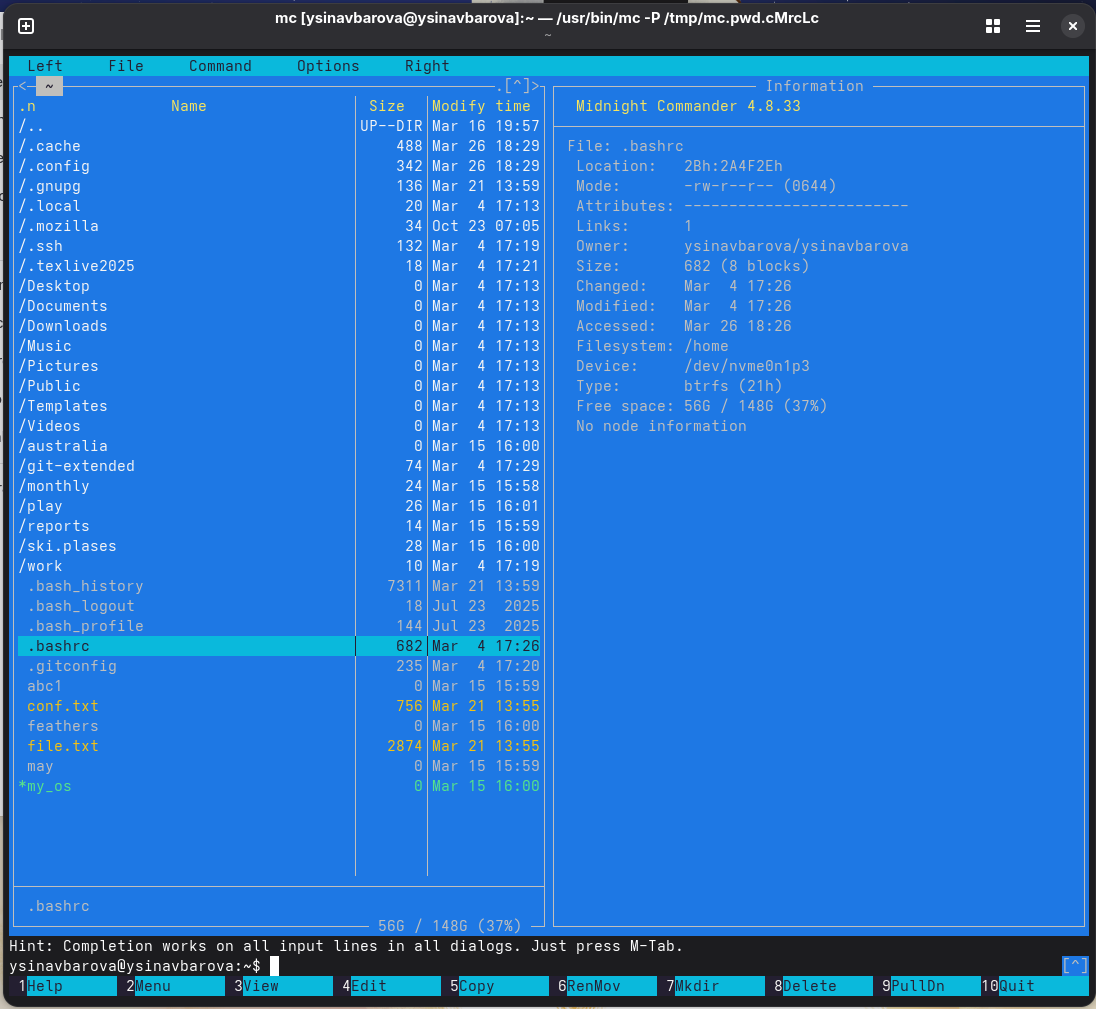 mc [ysinavbarova@ysinavbarova]:~ — /usr/bin/mc -P /tmp/mc.pwd.cMrcLc
~
Left File Command Options Right
<─ ~ ─.[^]>
.n Name Size Modify time
/.. UP--DIR Mar 16 19:57
/.cache 488 Mar 26 18:29
/.config 342 Mar 26 18:29
/.gnupg 136 Mar 21 13:59
/.local 20 Mar 4 17:13
/.mozilla 34 Oct 23 07:05
/.ssh 132 Mar 4 17:19
/.texlive2025 18 Mar 4 17:21
/Desktop 0 Mar 4 17:13
/Documents 0 Mar 4 17:13
/Downloads 0 Mar 4 17:13
/Music 0 Mar 4 17:13
/Pictures 0 Mar 4 17:13
/Public 0 Mar 4 17:13
/Templates 0 Mar 4 17:13
/Videos 0 Mar 4 17:13
/australia 0 Mar 15 16:00
/git-extended 74 Mar 4 17:29
/monthly 24 Mar 15 15:58
/play 26 Mar 15 16:01
/reports 14 Mar 15 15:59
/ski.plases 28 Mar 15 16:00
/work 10 Mar 4 17:19
.bash_history 7311 Mar 21 13:59
.bash_logout 18 Jul 23 2025
.bash_profile 144 Jul 23 2025
.bashrc 682 Mar 4 17:26
.gitconfig 235 Mar 4 17:20
abc1 0 Mar 15 15:59
conf.txt 756 Mar 21 13:55
feathers 0 Mar 15 16:00
file.txt 2874 Mar 21 13:55
may 0 Mar 15 15:59
*my_os 0 Mar 15 16:00
.bashrc
56G / 148G (37%)
Information
Midnight Commander 4.8.33
File: .bashrc
Location: 2Bh:2A4F2Eh
Mode: -rw-r--r-- (0644)
Attributes: -------------------------
Links: 1
Owner: ysinavbarova/ysinavbarova
Size: 682 (8 blocks)
Changed: Mar 4 17:26
Modified: Mar 4 17:26
Accessed: Mar 26 18:26
Filesystem: /home
Device: /dev/nvme0n1p3
Type: btrfs (21h)
Free space: 56G / 148G (37%)
No node information
Hint: Completion works on all input lines in all dialogs. Just press M-Tab.
ysinavbarova@ysinavbarova:~$ [^]
1Help 2Menu 3View 4Edit 5Copy 6RenMov 7Mkdir 8Delete 9PullDn 10Quit